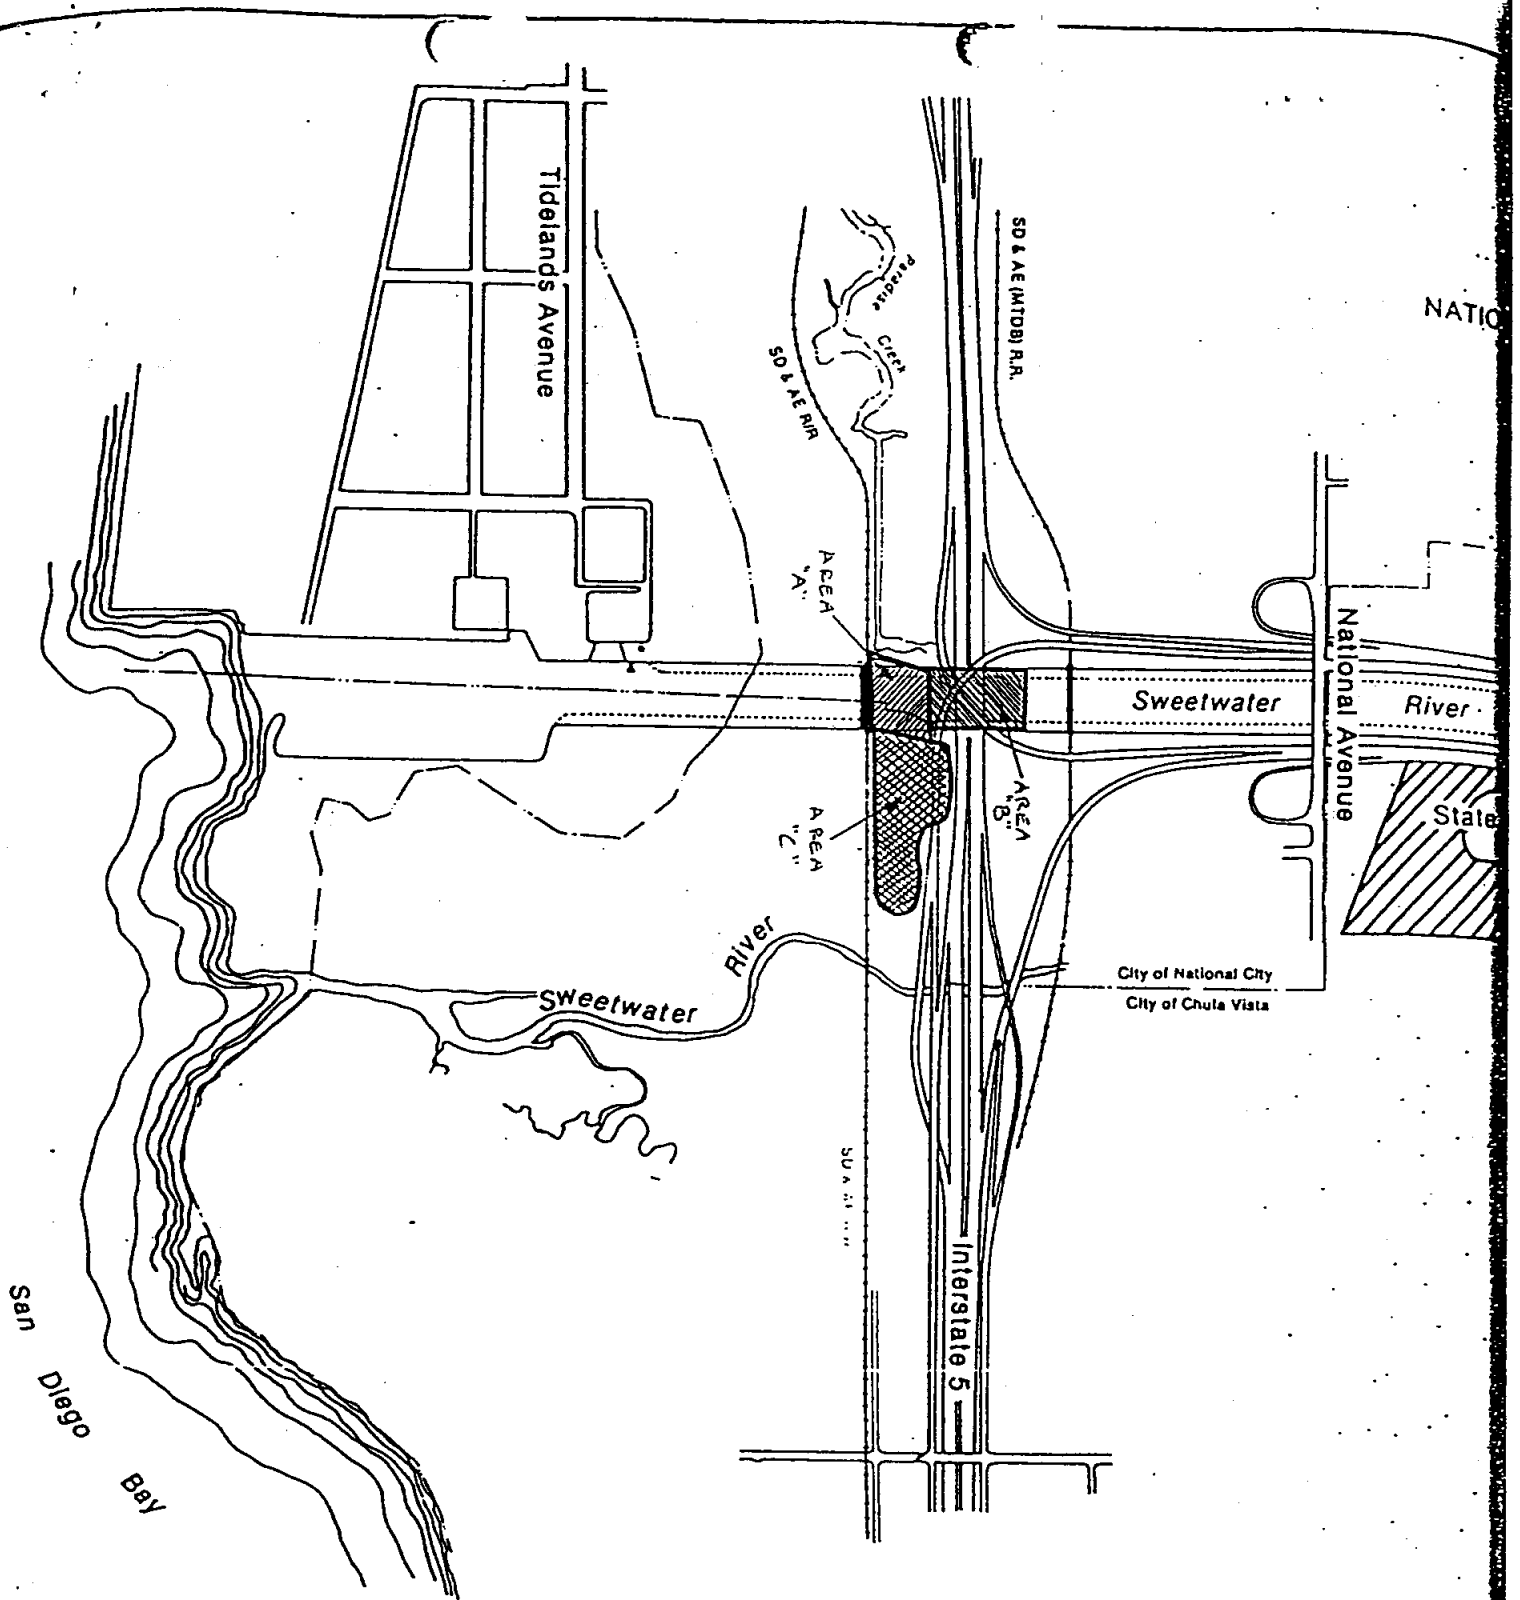 Tidelands Avenue
Paradise
Creek
SD & AE R/R
SD & AE (MTDB) R.R.
NATIO
AREA
"A"
National Avenue
Sweetwater River
AREA
"B"
AREA
"C"
State
Sweetwater River
City of National City
City of Chula Vista
Interstate 5
San Diego Bay